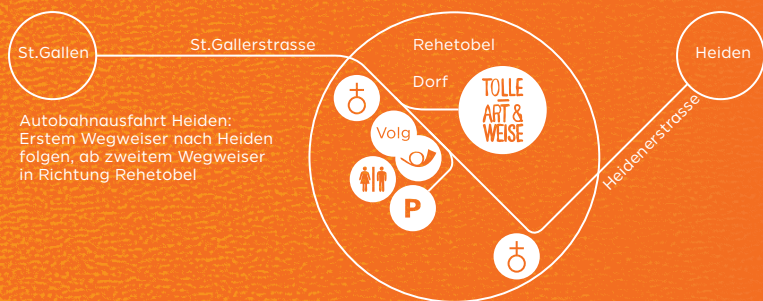 St.Gallen
St.Gallerstrasse
Rehetobel
Dorf
Heiden
TOLLE
ART &
WEISE
Volg
P
Heidenerstrasse
Autobahnausfahrt Heiden:
Erstem Wegweiser nach Heiden
folgen, ab zweitem Wegweiser
in Richtung Rehetobel